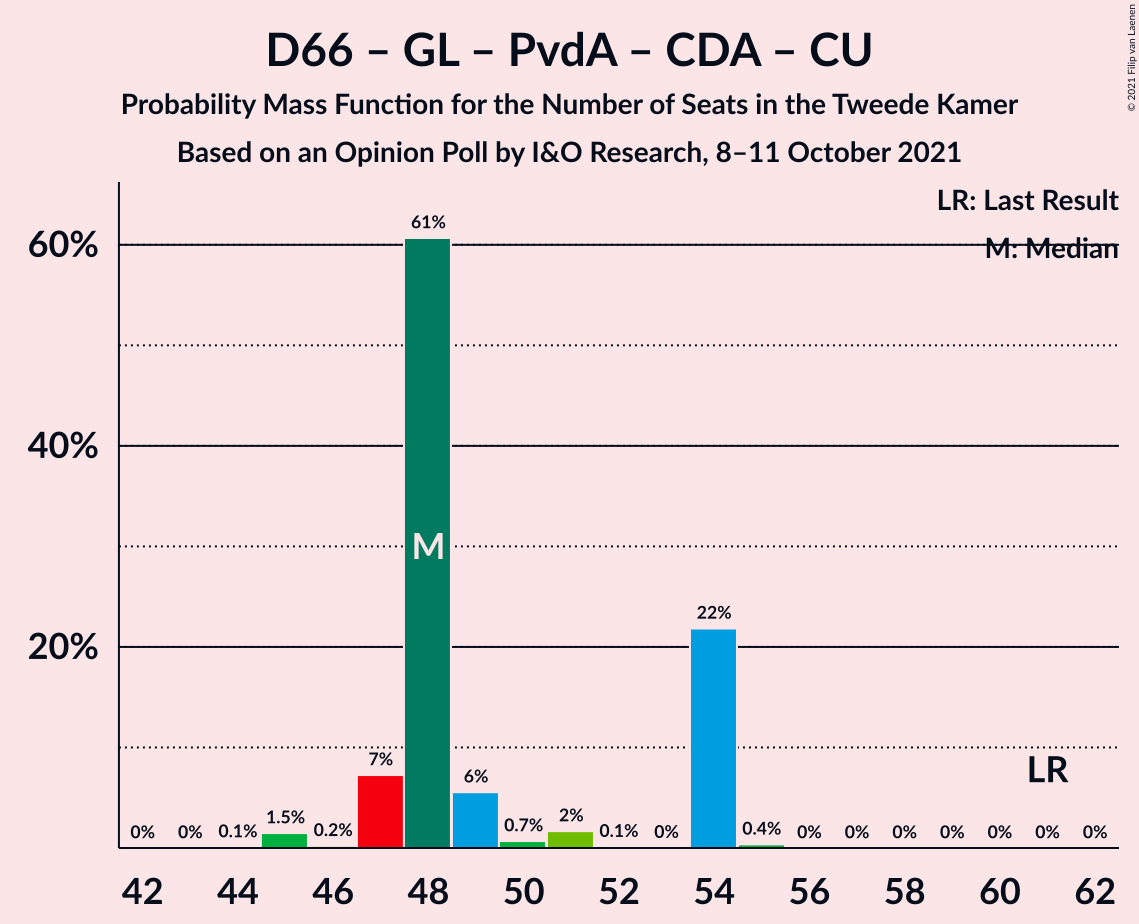 D66 – GL – PvdA – CDA – CU
Probability Mass Function for the Number of Seats in the Tweede Kamer
Based on an Opinion Poll by I&O Research, 8–11 October 2021
© 2021 Filip van Laenen
LR: Last Result
M: Median
60%
40%
20%
0% 0% 0.1% 1.5% 0.2% 7% 61% 6% 0.7% 2% 0.1% 0% 22% 0.4% 0% 0% 0% 0% 0% 0% 0%
M
LR
42 44 46 48 50 52 54 56 58 60 62